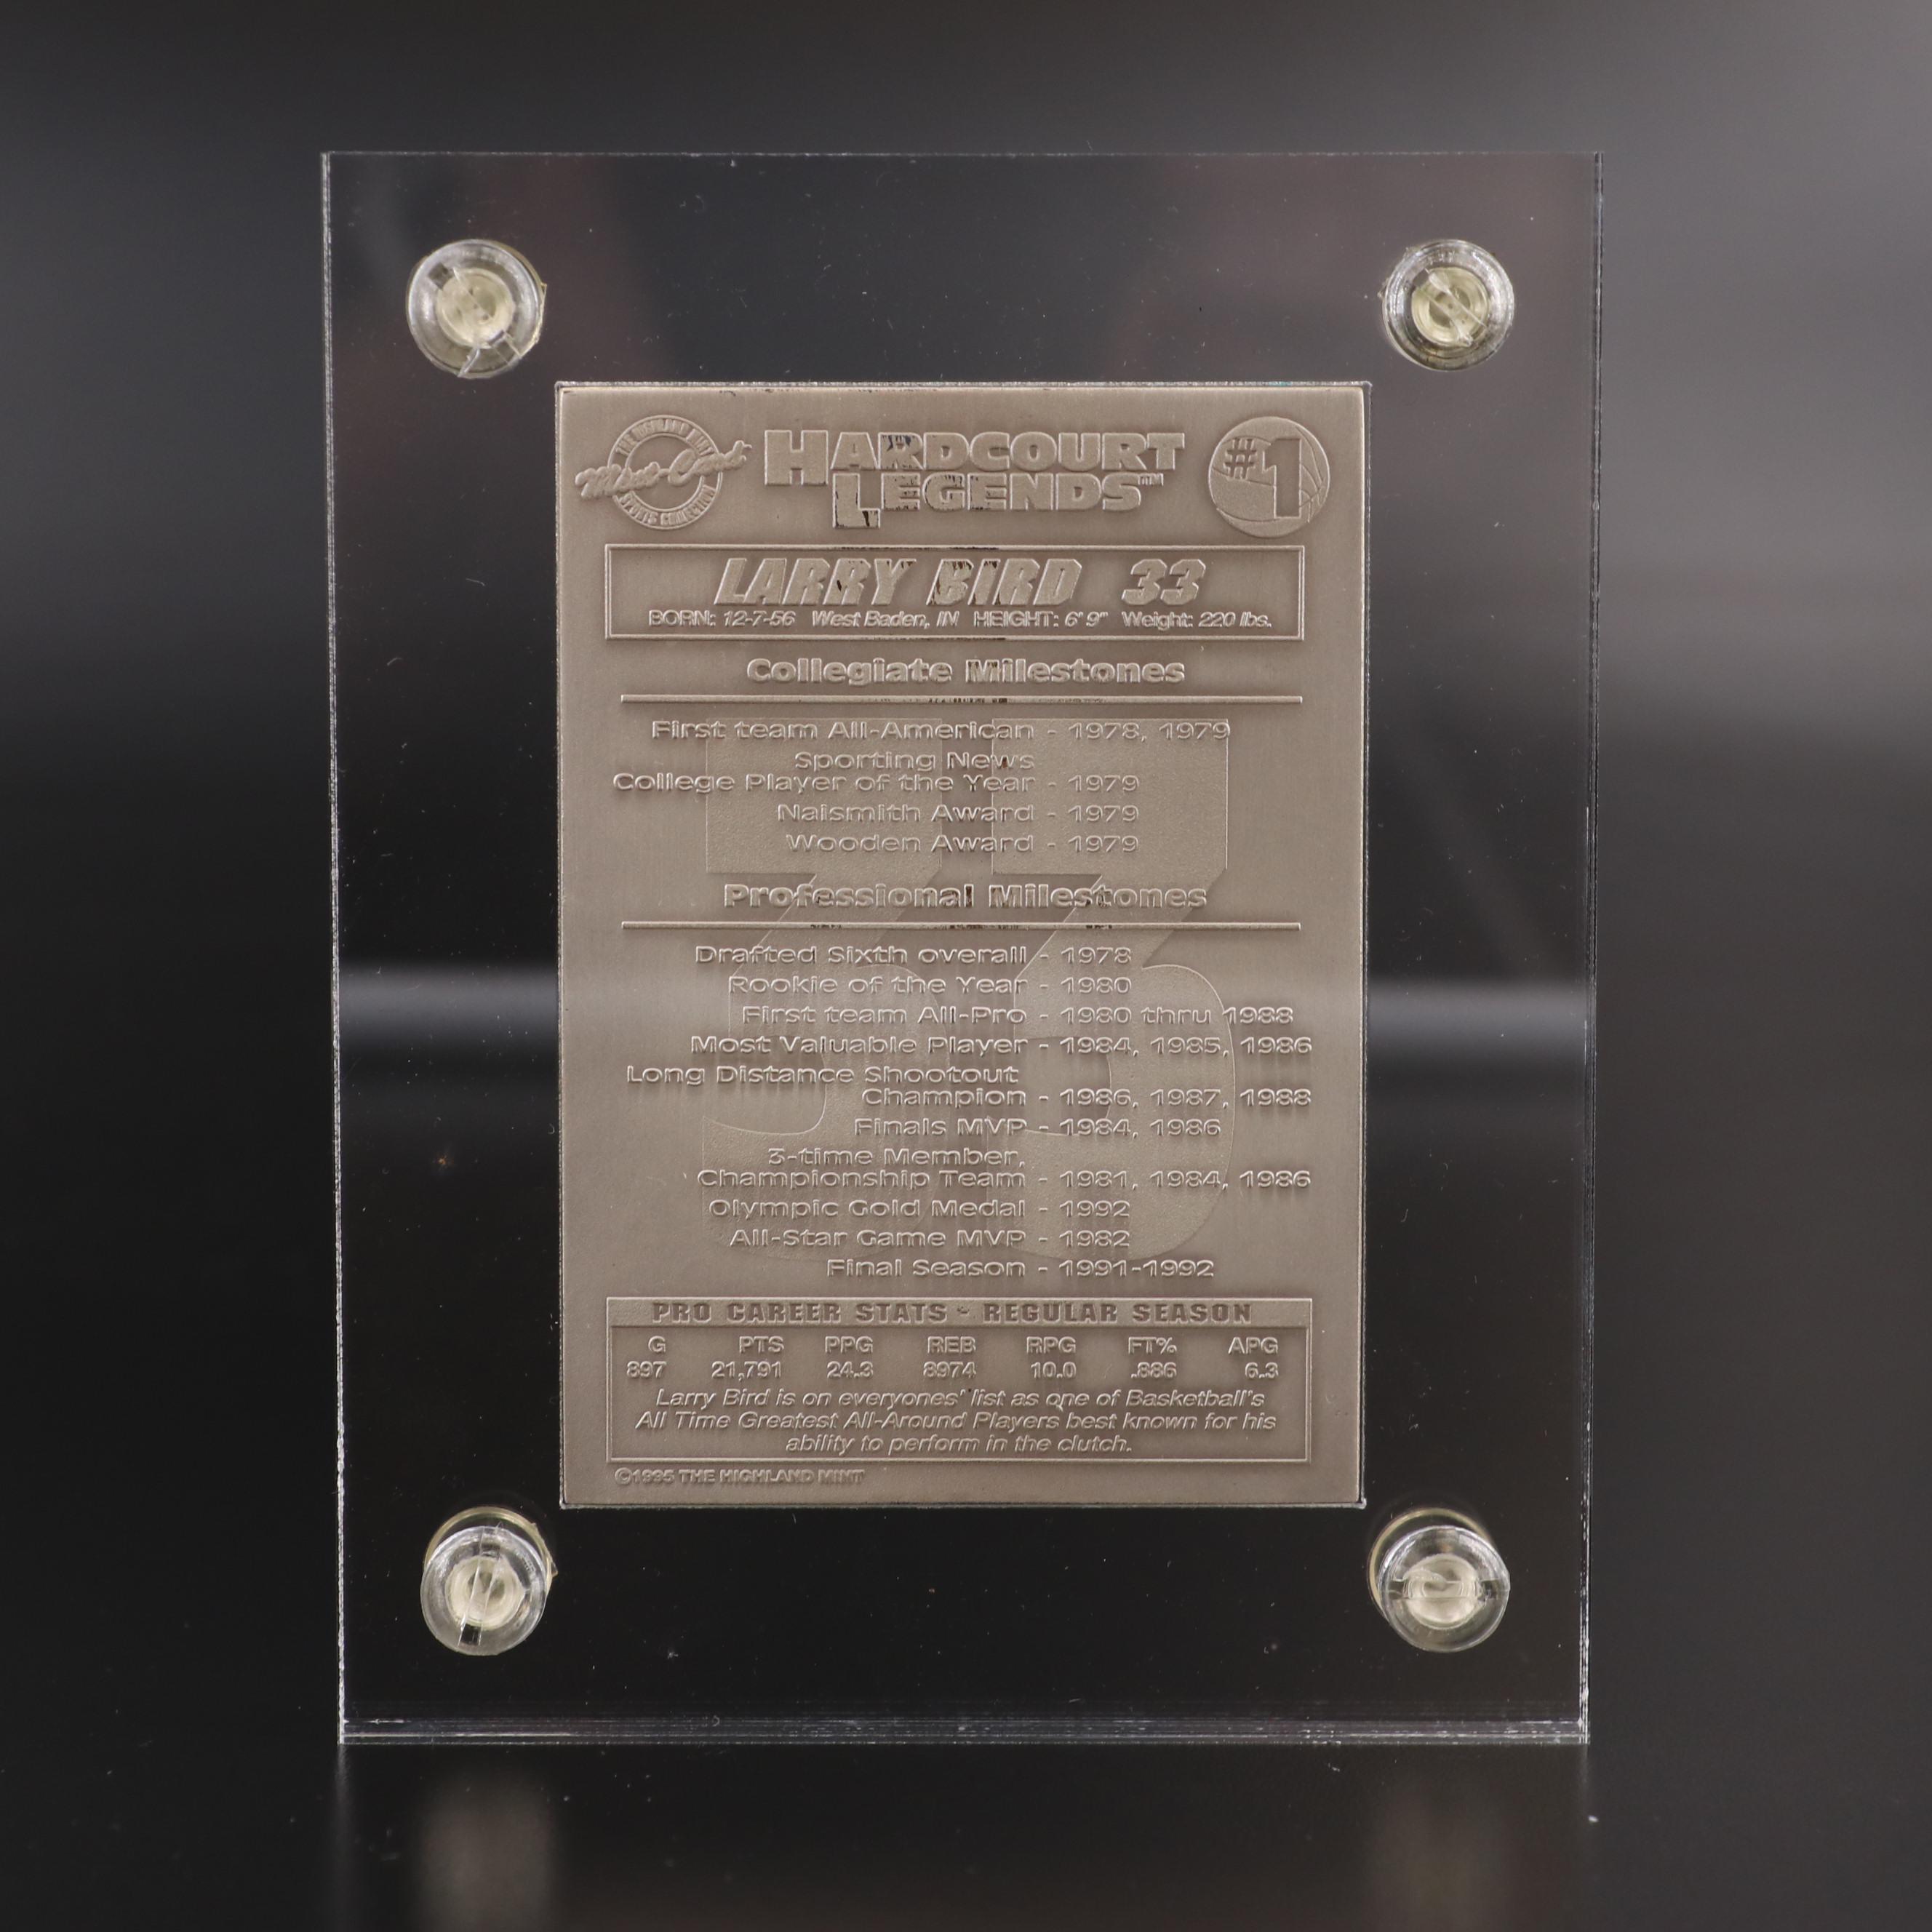 THE HIGHLAND MINT
Mint-Cards
SPORTS COLLECTION
HARDCOURT
LEGENDS™
#1
LARRY BIRD 33
BORN: 12-7-56 West Baden, IN HEIGHT: 6' 9" Weight: 220 lbs.
Collegiate Milestones
First team All-American - 1978, 1979
Sporting News
College Player of the Year - 1979
Naismith Award - 1979
Wooden Award - 1979
Professional Milestones
Drafted Sixth overall - 1978
Rookie of the Year - 1980
First team All-Pro - 1980 thru 1988
Most Valuable Player - 1984, 1985, 1986
Long Distance Shootout
Champion - 1986, 1987, 1988
Finals MVP - 1984, 1986
3-time Member,
Championship Team - 1981, 1984, 1986
Olympic Gold Medal - 1992
All-Star Game MVP - 1982
Final Season - 1991-1992
PRO CAREER STATS - REGULAR SEASON
G PTS PPG REB RPG FT% APG
897 21,791 24.3 8974 10.0 .886 6.3
Larry Bird is on everyones' list as one of Basketball's
All Time Greatest All-Around Players best known for his
ability to perform in the clutch.
©1995 THE HIGHLAND MINT